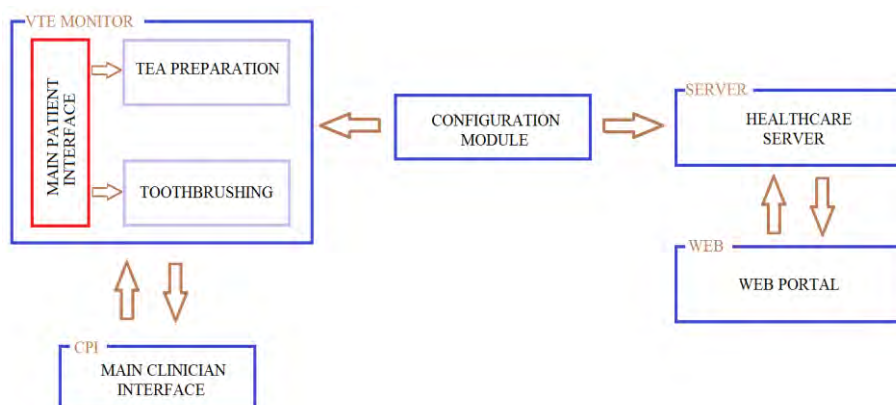 VTE MONITOR
MAIN PATIENT
INTERFACE
TEA PREPARATION
TOOTHBRUSHING
CONFIGURATION
MODULE
SERVER
HEALTHCARE
SERVER
WEB
WEB PORTAL
CPI
MAIN CLINICIAN
INTERFACE